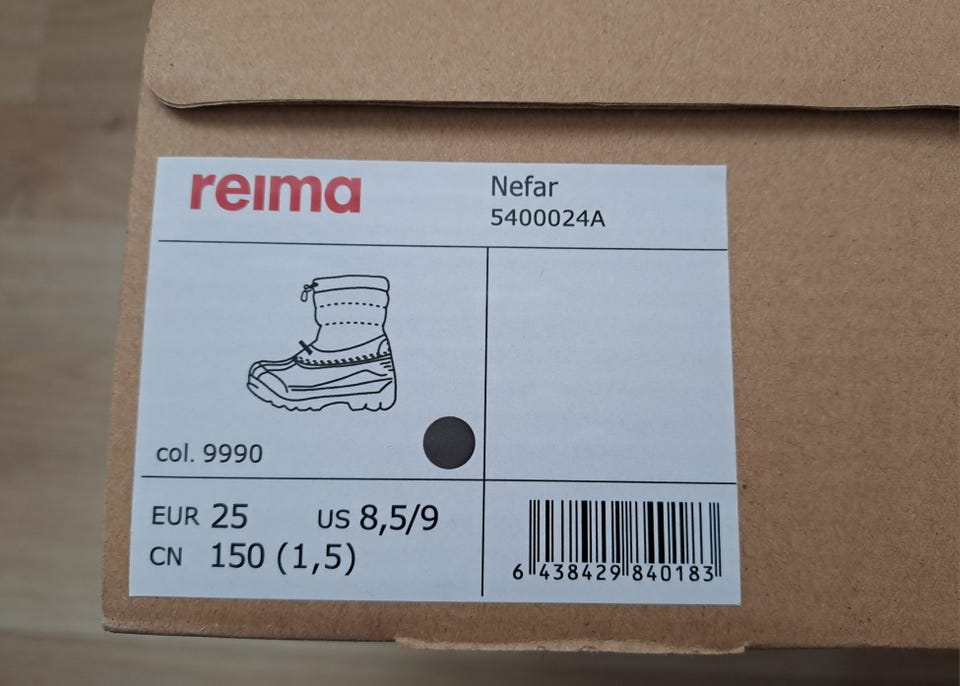 reima
Nefar
5400024A
col. 9990
EUR 25 US 8,5/9
CN 150 (1,5)
6 438429 840183